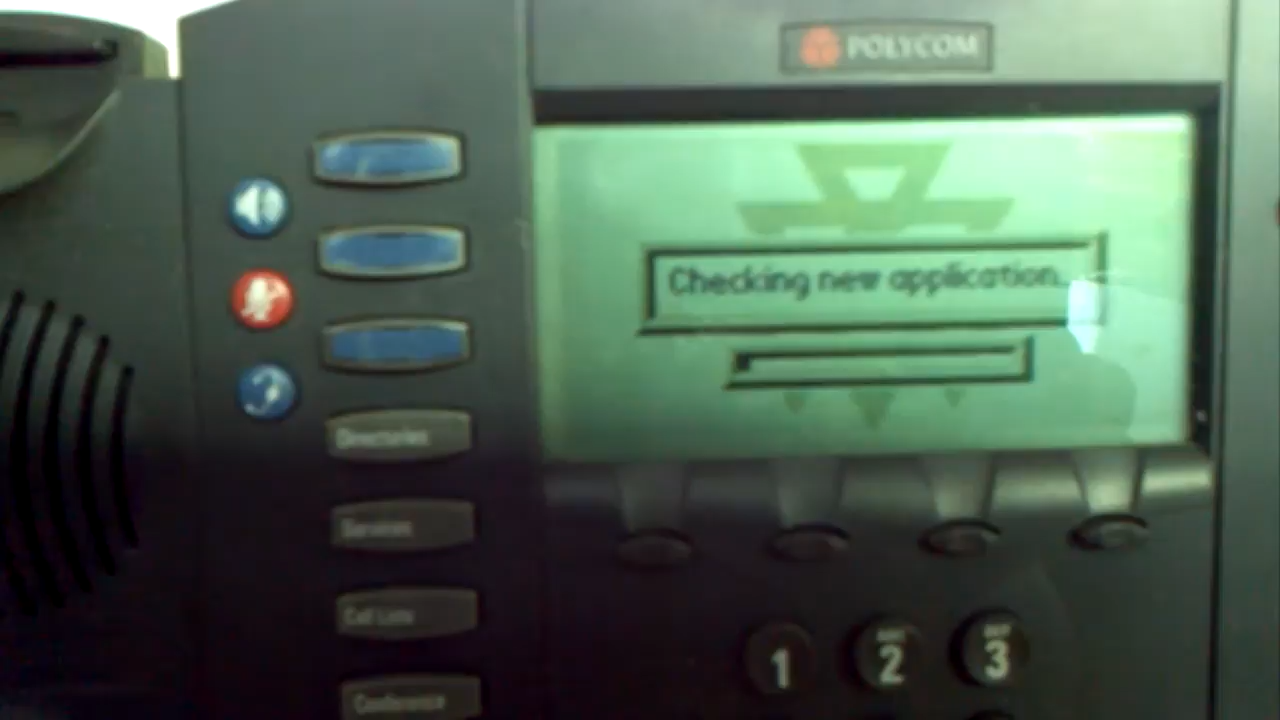 POLYCOM
Checking new application...
Directories
Services
Call Lists
Conference
1
2
3